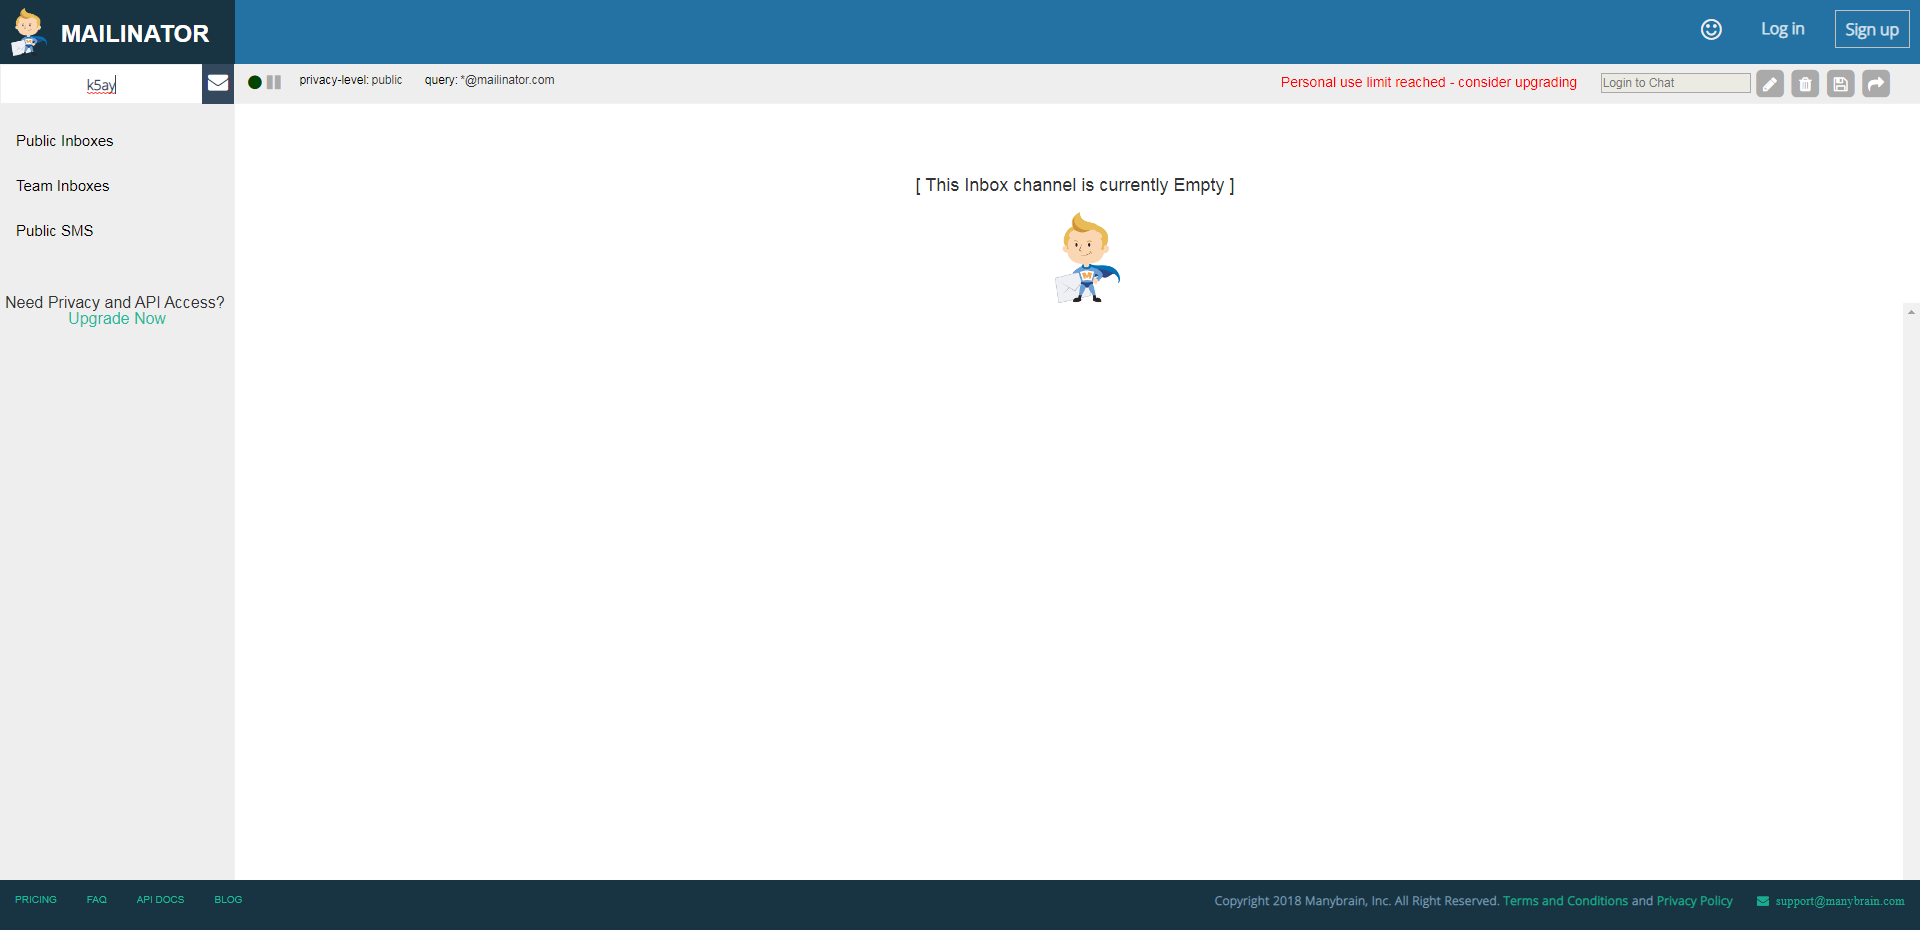 MAILINATOR
Log in
Sign up
k5ay
privacy-level: public query: *@mailinator.com
Personal use limit reached - consider upgrading
Login to Chat
Public Inboxes
Team Inboxes
Public SMS
Need Privacy and API Access?
Upgrade Now
[ This Inbox channel is currently Empty ]
M
PRICING FAQ API DOCS BLOG
Copyright 2018 Manybrain, Inc. All Right Reserved. Terms and Conditions and Privacy Policy
support@manybrain.com